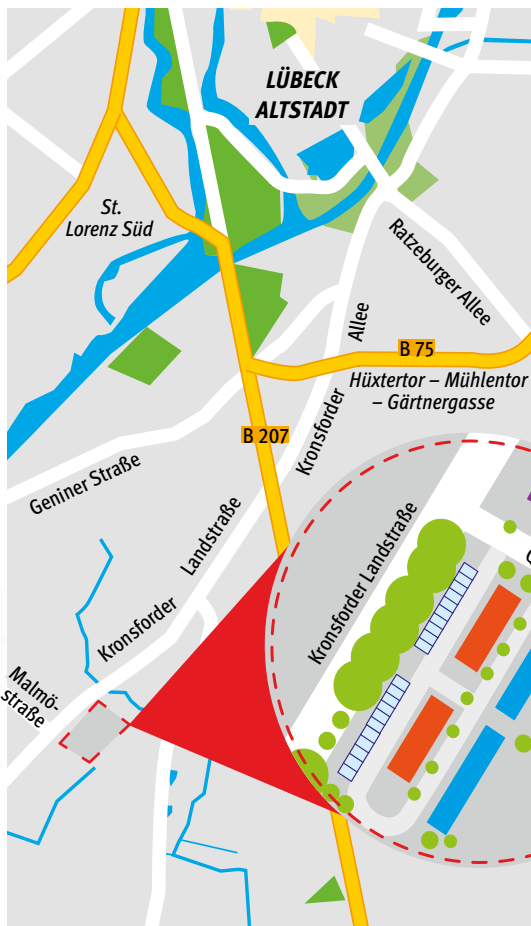 LÜBECK
ALTSTADT
St.
Lorenz Süd
Ratzeburger Allee
Allee
B 75
Hüxtertor – Mühlentor
– Gärtnergasse
Kronsforder
B 207
Geniner Straße
Landstraße
Kronsforder
Kronsforder Landstraße
Malmö-
straße